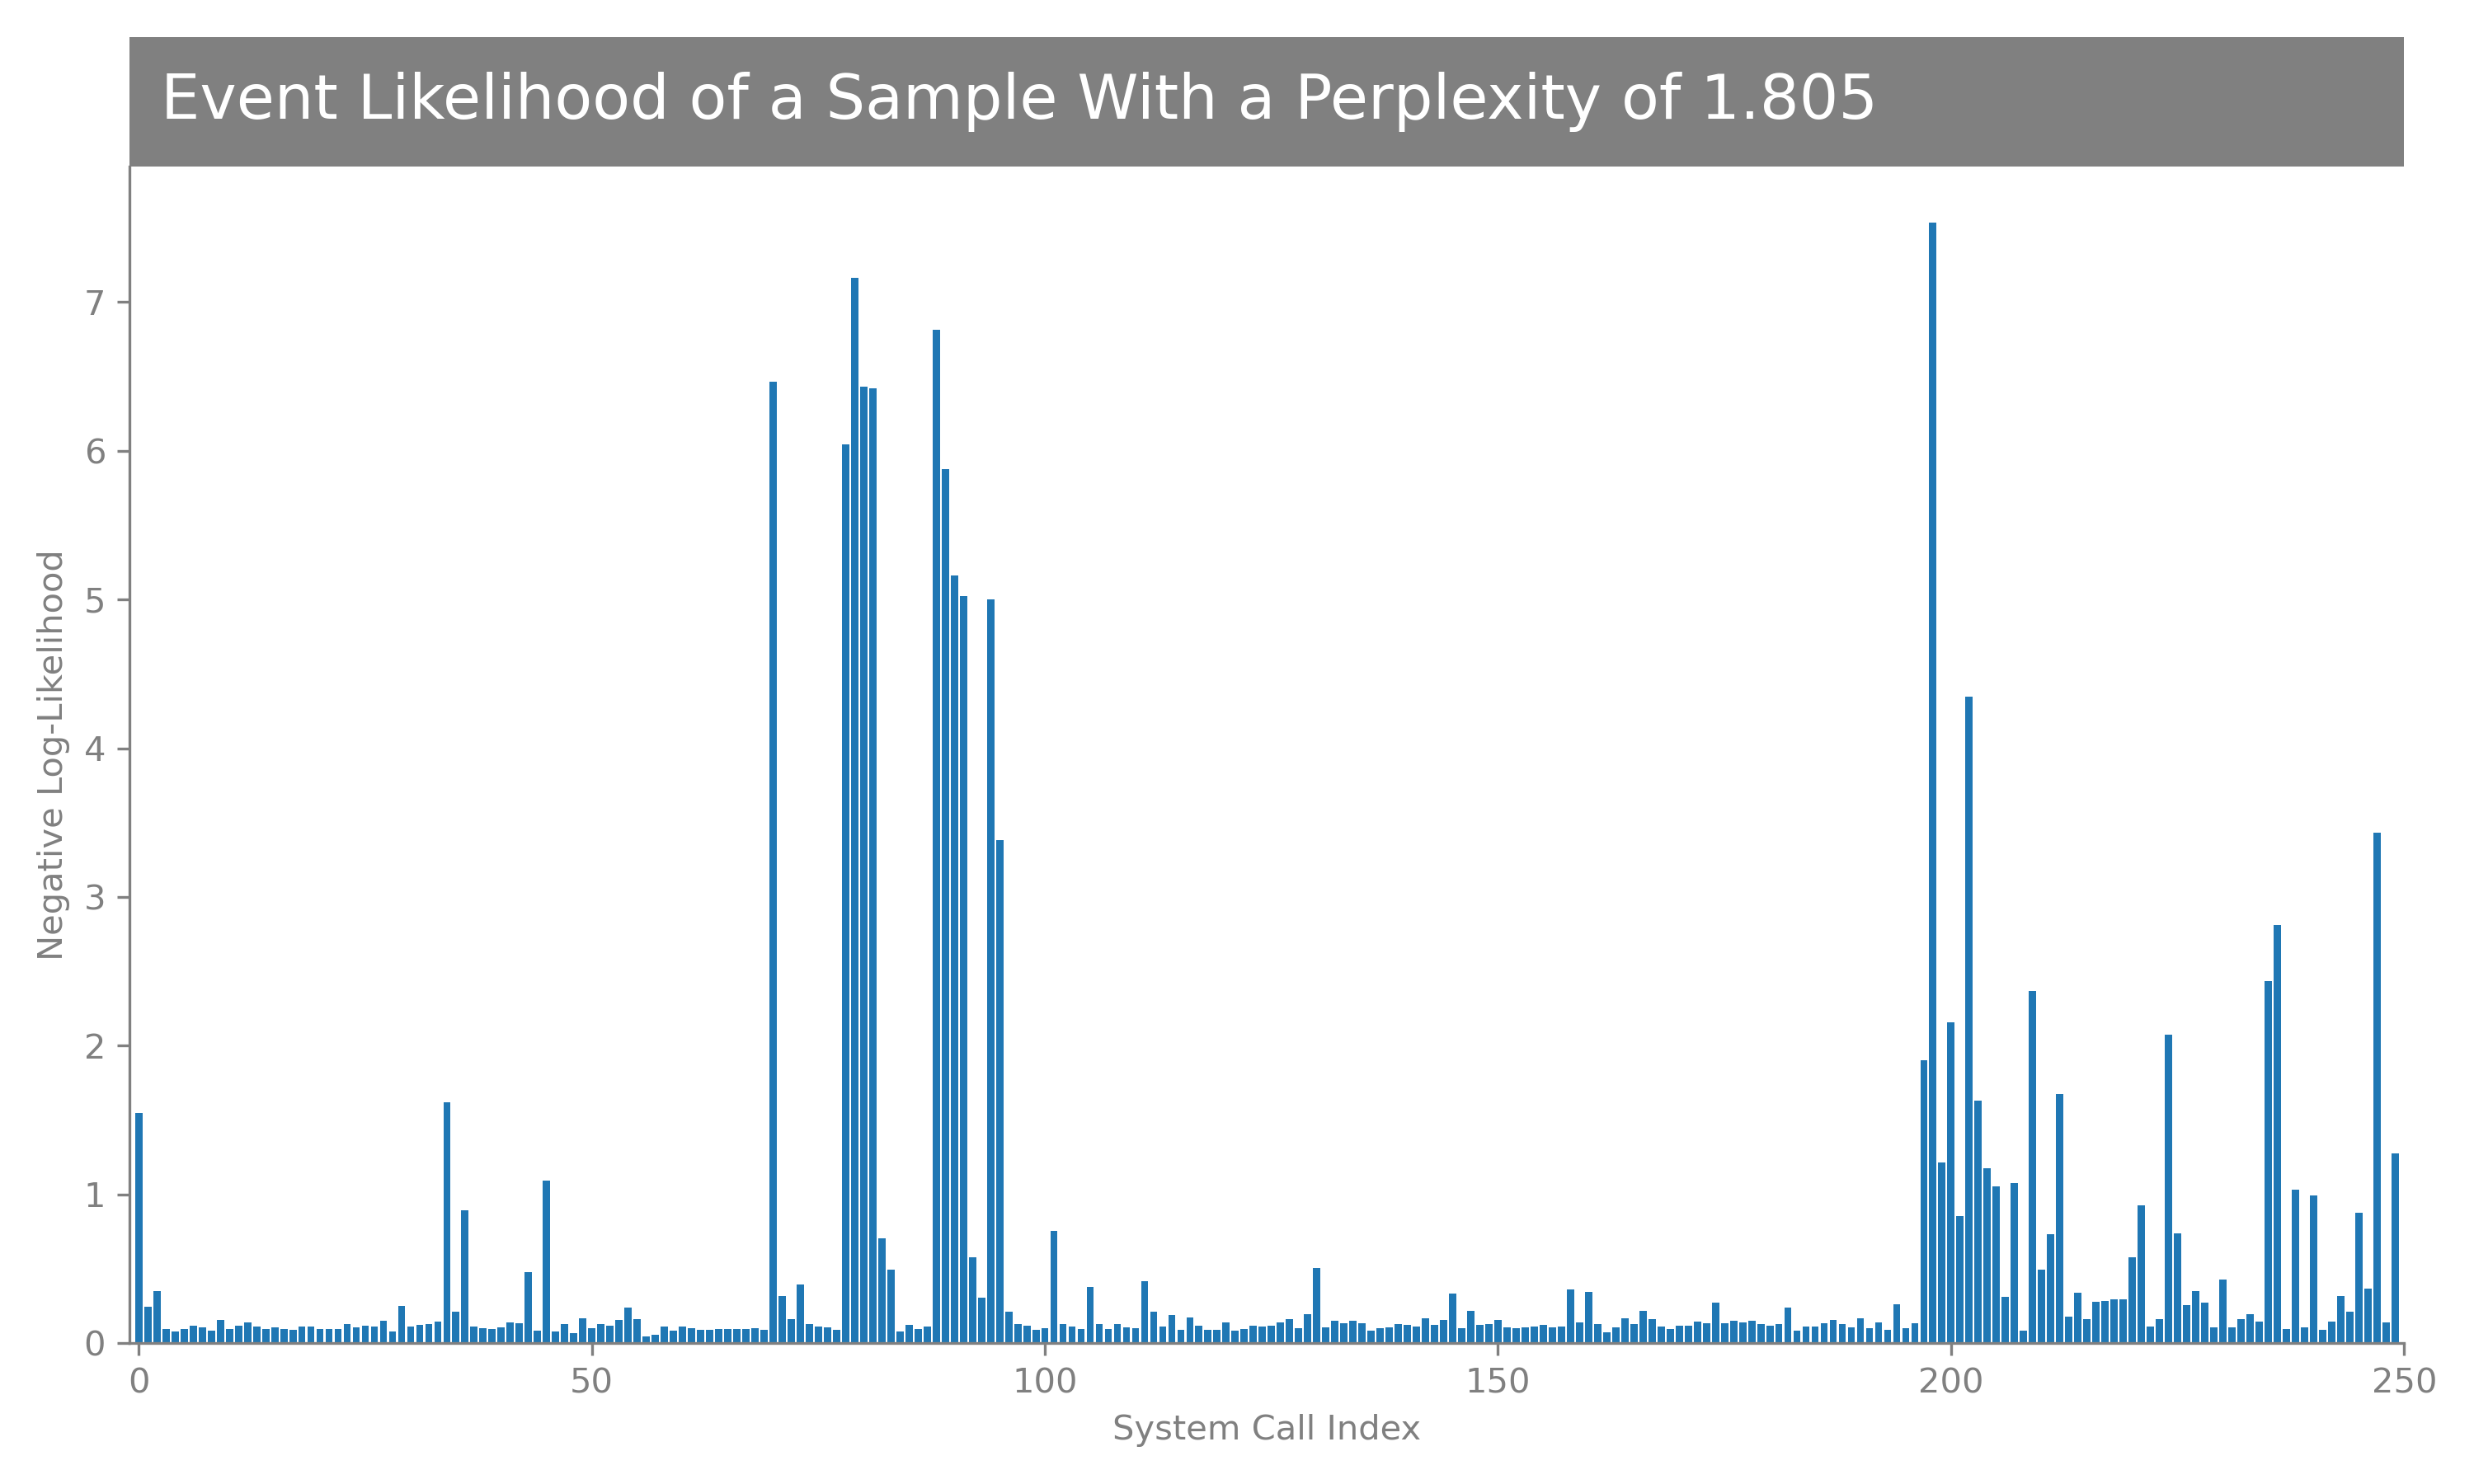 Event Likelihood of a Sample With a Perplexity of 1.805
Negative Log-Likelihood
7
6
5
4
3
2
1
0
0 50 100 150 200 250
System Call Index